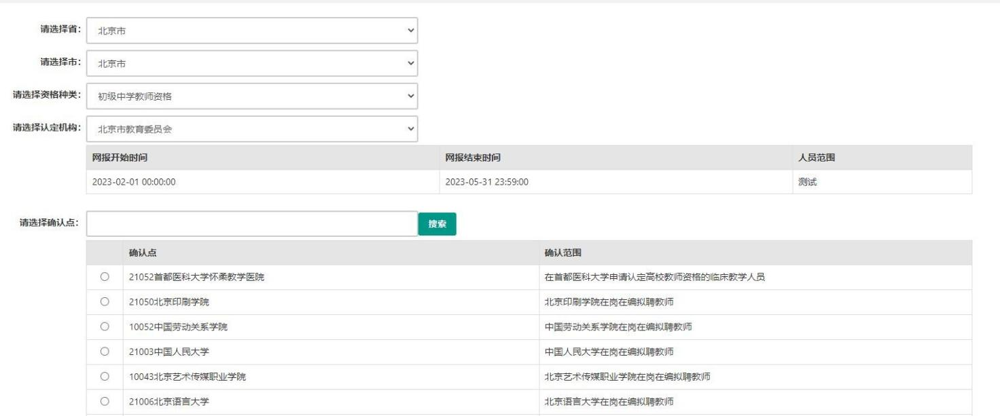 请选择省： 北京市
请选择市： 北京市
请选择资格种类： 初级中学教师资格
请选择认定机构： 北京市教育委员会
网报开始时间 网报结束时间 人员范围
2023-02-01 00:00:00 2023-05-31 23:59:00 测试
请选择确认点： 搜索
确认点 确认范围
21052首都医科大学怀柔教学医院 在首都医科大学申请认定高校教师资格的临床教学人员
21050北京印刷学院 北京印刷学院在岗在编拟聘教师
10052中国劳动关系学院 中国劳动关系学院在岗在编拟聘教师
21003中国人民大学 中国人民大学在岗在编拟聘教师
10043北京艺术传媒职业学院 北京艺术传媒职业学院在岗在编拟聘教师
21006北京语言大学 北京语言大学在岗在编拟聘教师